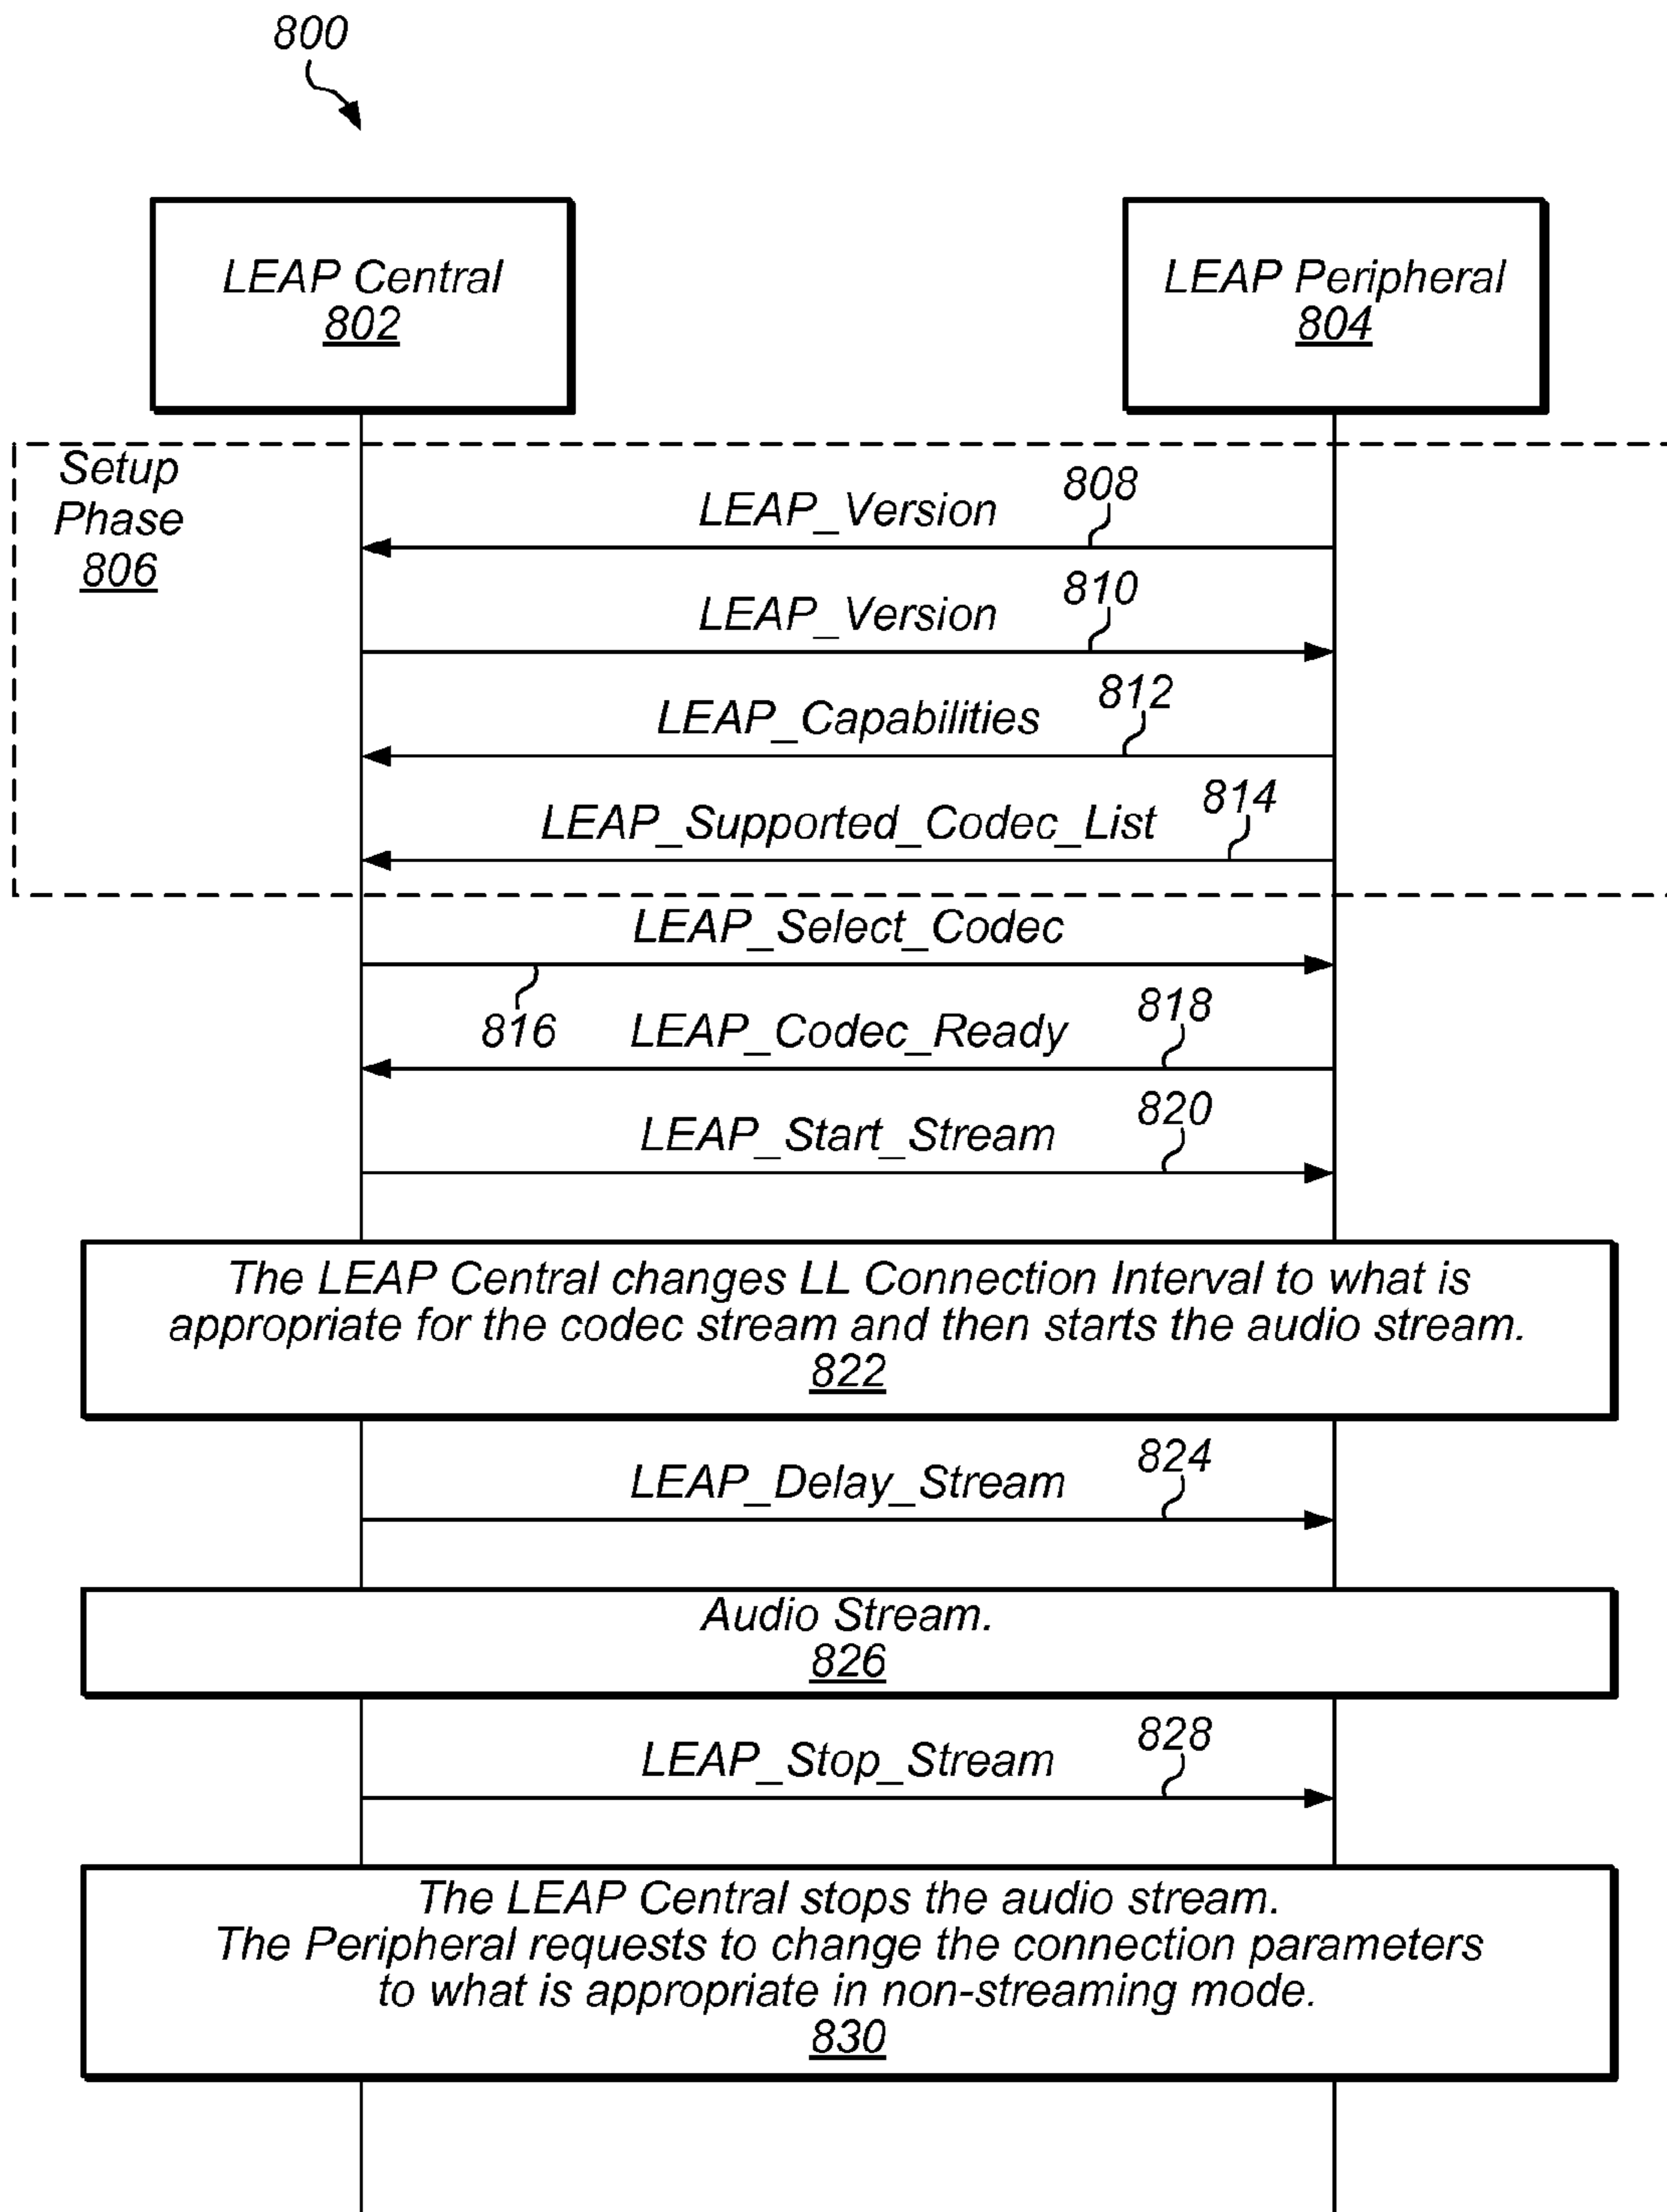 800
LEAP Central
802
LEAP Peripheral
804
Setup
Phase
806
LEAP_Version
808
LEAP_Version
810
LEAP_Capabilities
812
LEAP_Supported_Codec_List
814
LEAP_Select_Codec
816
LEAP_Codec_Ready
818
LEAP_Start_Stream
820
The LEAP Central changes LL Connection Interval to what is
appropriate for the codec stream and then starts the audio stream.
822
LEAP_Delay_Stream
824
Audio Stream.
826
LEAP_Stop_Stream
828
The LEAP Central stops the audio stream.
The Peripheral requests to change the connection parameters
to what is appropriate in non-streaming mode.
830